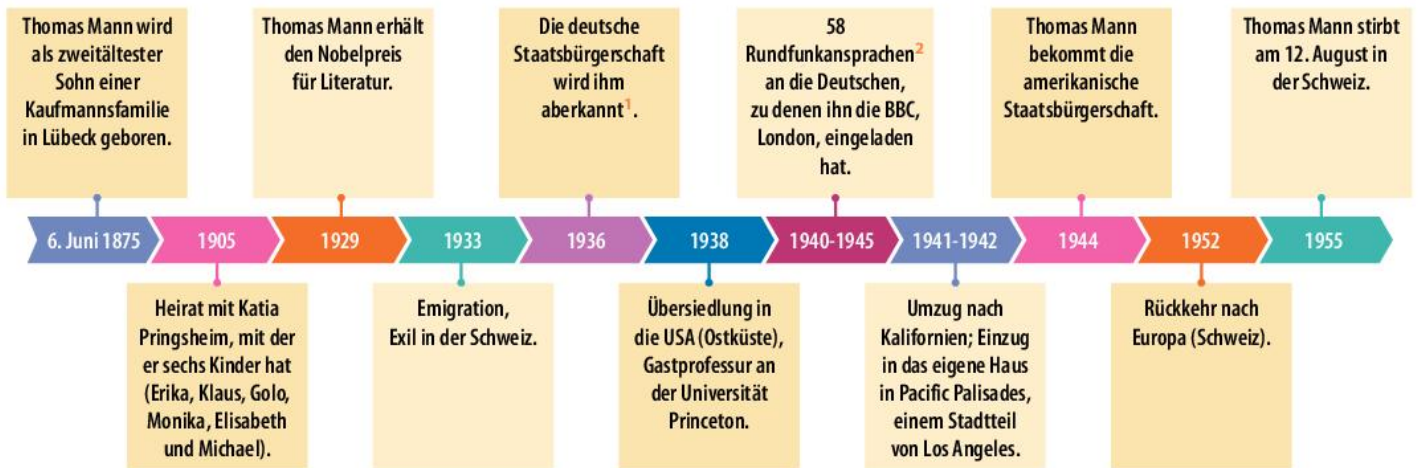 Thomas Mann wird
als zweitältester
Sohn einer
Kaufmannsfamilie
in Lübeck geboren.
Thomas Mann erhält
den Nobelpreis
für Literatur.
Die deutsche
Staatsbürgerschaft
wird ihm
aberkannt¹.
58
Rundfunkansprachen²
an die Deutschen,
zu denen ihn die BBC,
London, eingeladen
hat.
Thomas Mann
bekommt die
amerikanische
Staatsbürgerschaft.
Thomas Mann stirbt
am 12. August in
der Schweiz.
6. Juni 1875
1905
1929
1933
1936
1938
1940-1945
1941-1942
1944
1952
1955
Heirat mit Katia
Pringsheim, mit der
er sechs Kinder hat
(Erika, Klaus, Golo,
Monika, Elisabeth
und Michael).
Emigration,
Exil in der Schweiz.
Übersiedlung in
die USA (Ostküste),
Gastprofessur an
der Universität
Princeton.
Umzug nach
Kalifornien; Einzug
in das eigene Haus
in Pacific Palisades,
einem Stadtteil
von Los Angeles.
Rückkehr nach
Europa (Schweiz).